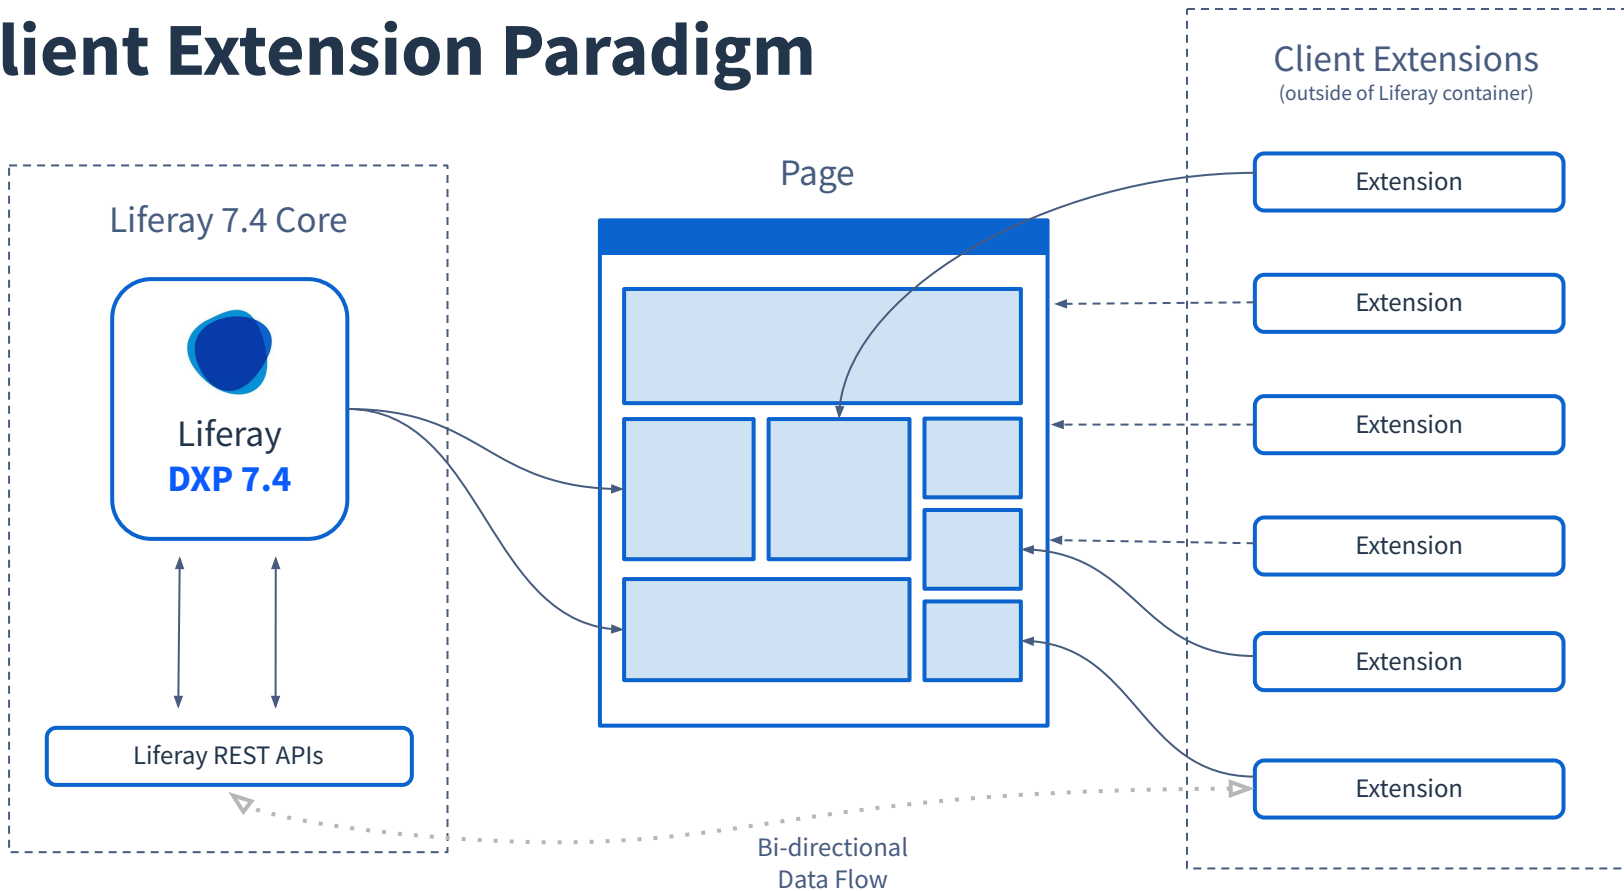 lient Extension Paradigm
Client Extensions
(outside of Liferay container)
Page
Liferay 7.4 Core
Liferay
DXP 7.4
Liferay REST APIs
Extension
Extension
Extension
Extension
Extension
Extension
Bi-directional
Data Flow